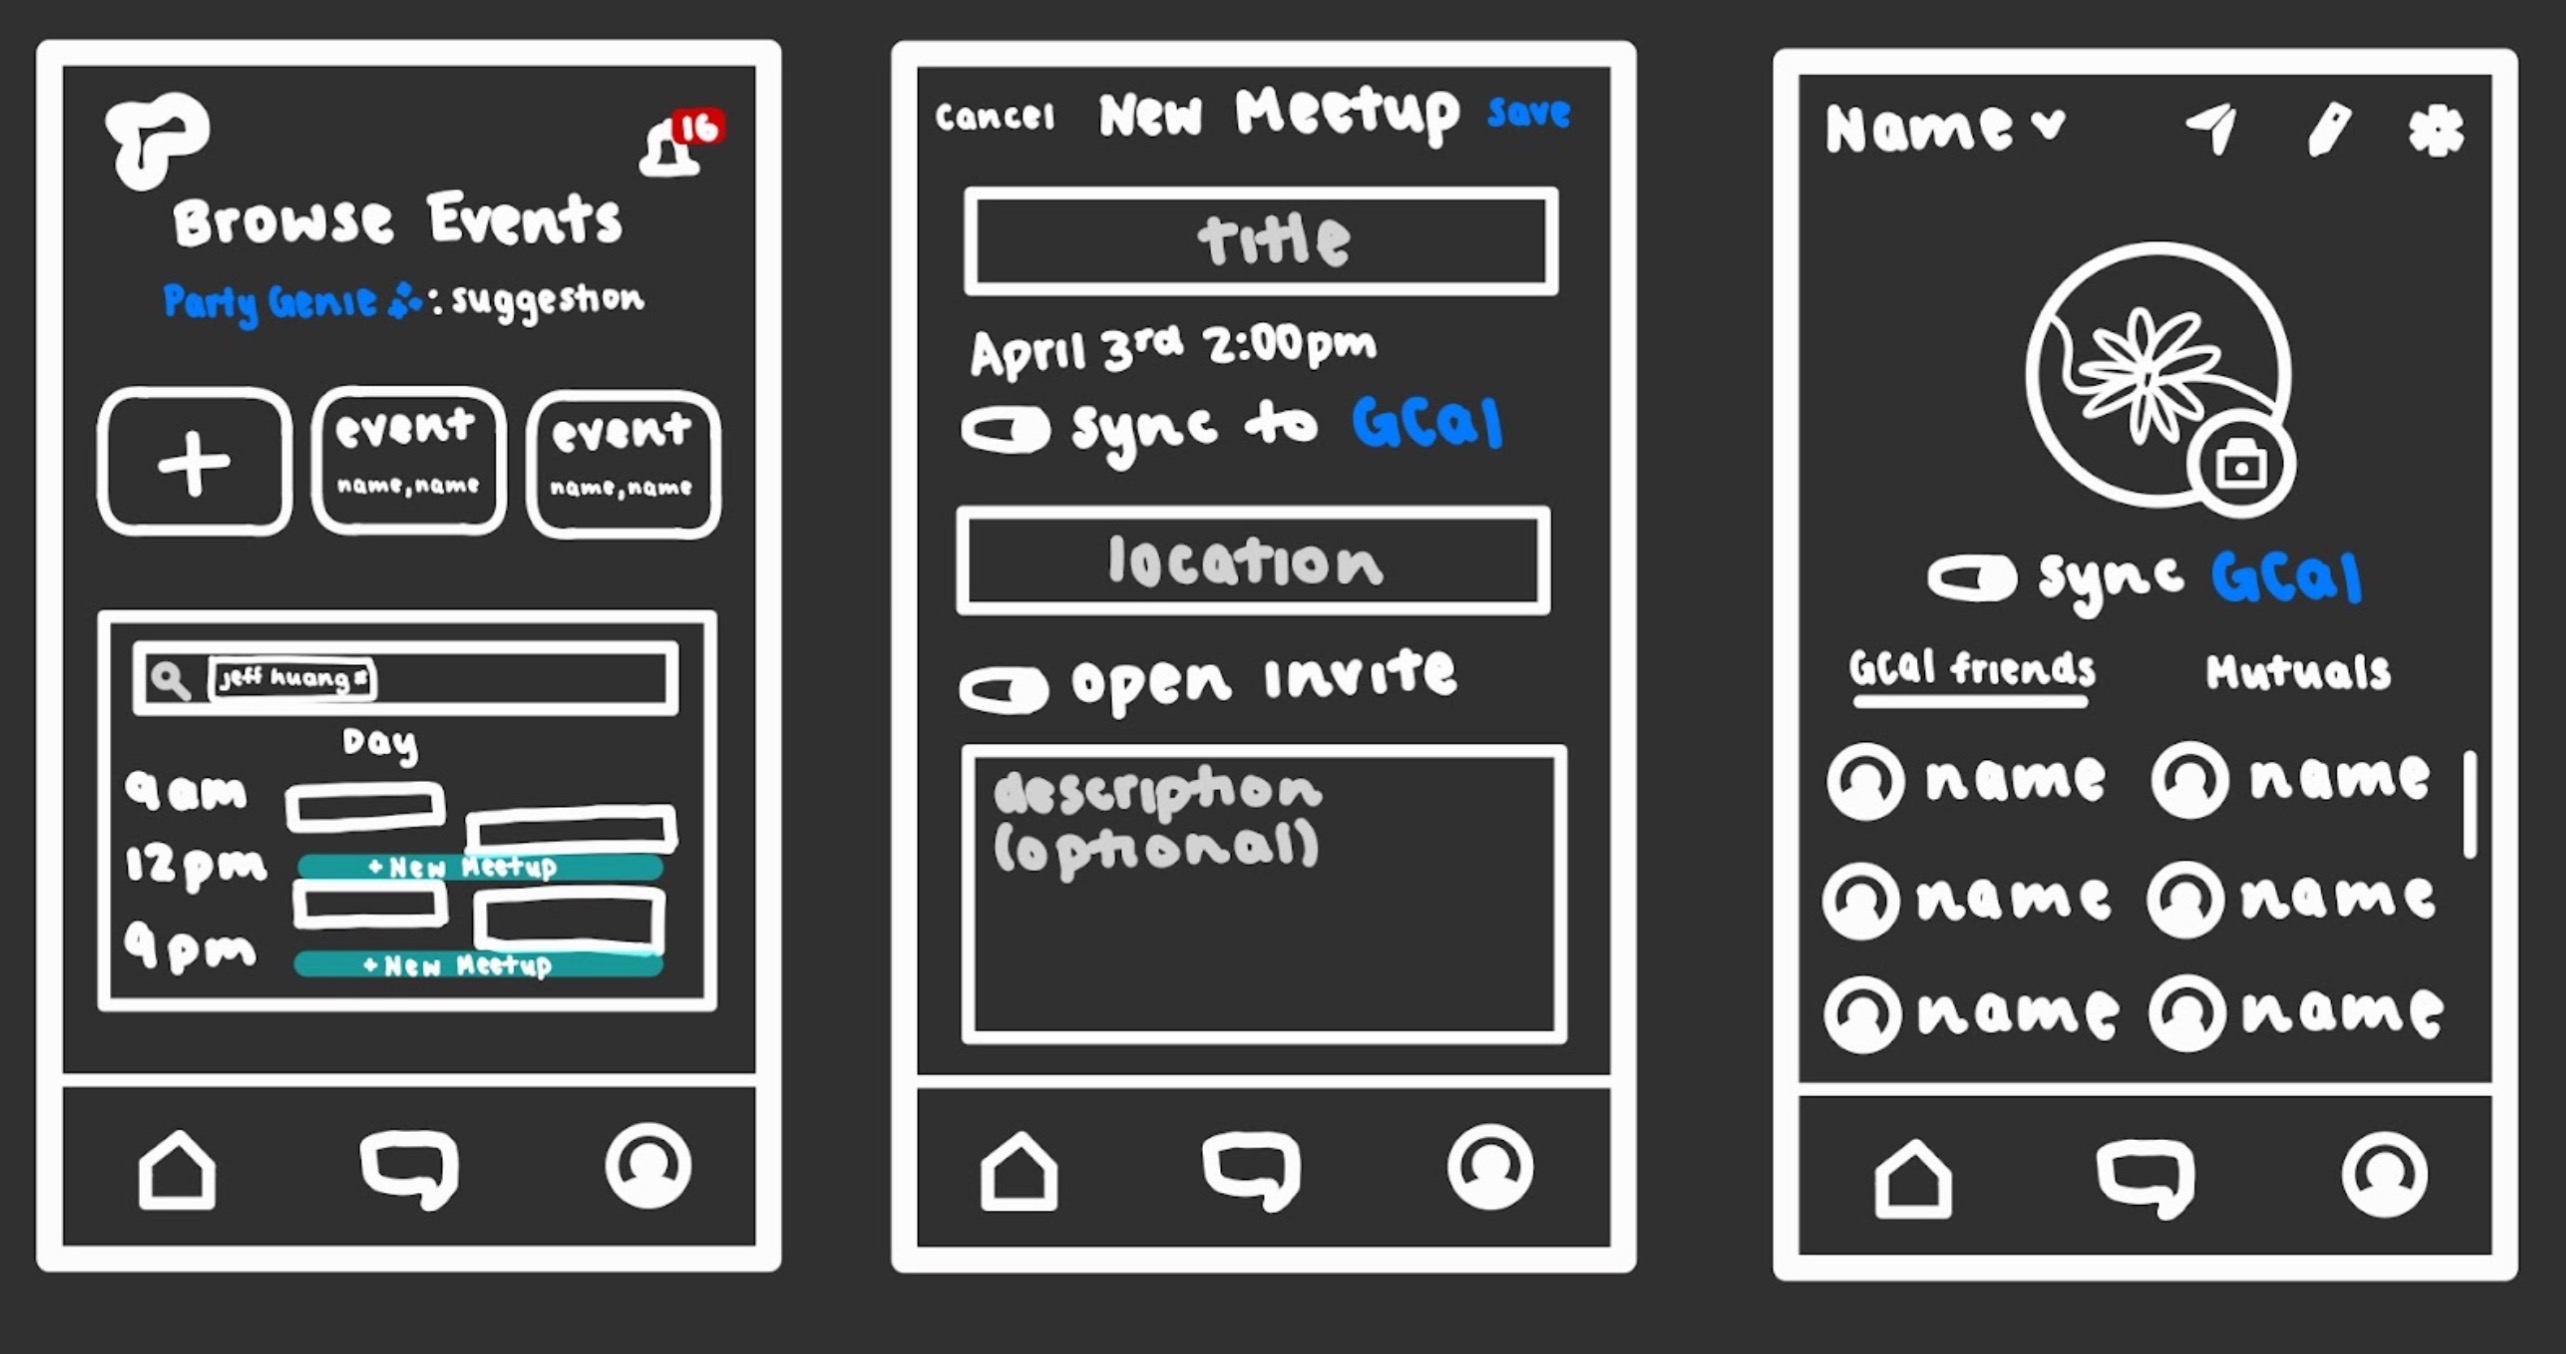 16
Browse Events
Party Genie : suggestion
+
event
name, name
event
name, name
jeff huang x
Day
9am
12pm
+ New Meetup
9pm
+ New Meetup
Cancel New Meetup Save
title
April 3rd 2:00pm
sync to GCal
location
open invite
description
(optional)
Name
sync GCal
GCal friends Mutuals
name name
name name
name name